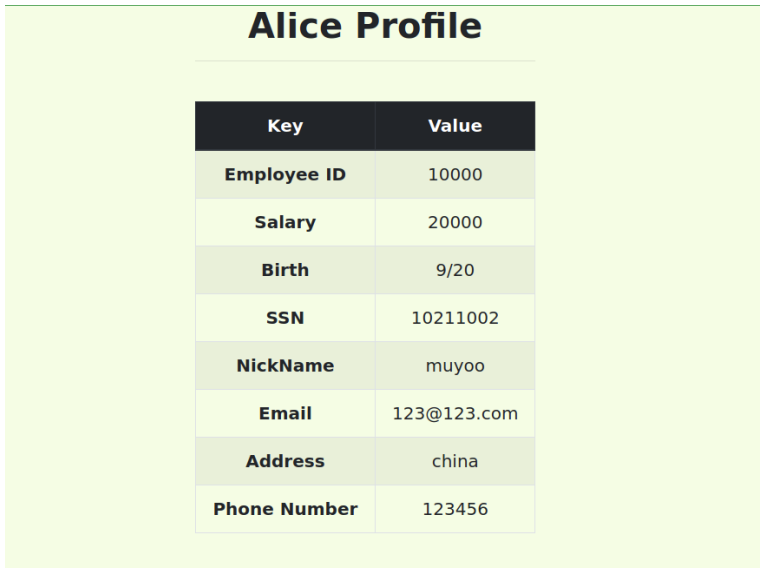 Alice Profile
Key Value
Employee ID 10000
Salary 20000
Birth 9/20
SSN 10211002
NickName muyoo
Email 123@123.com
Address china
Phone Number 123456